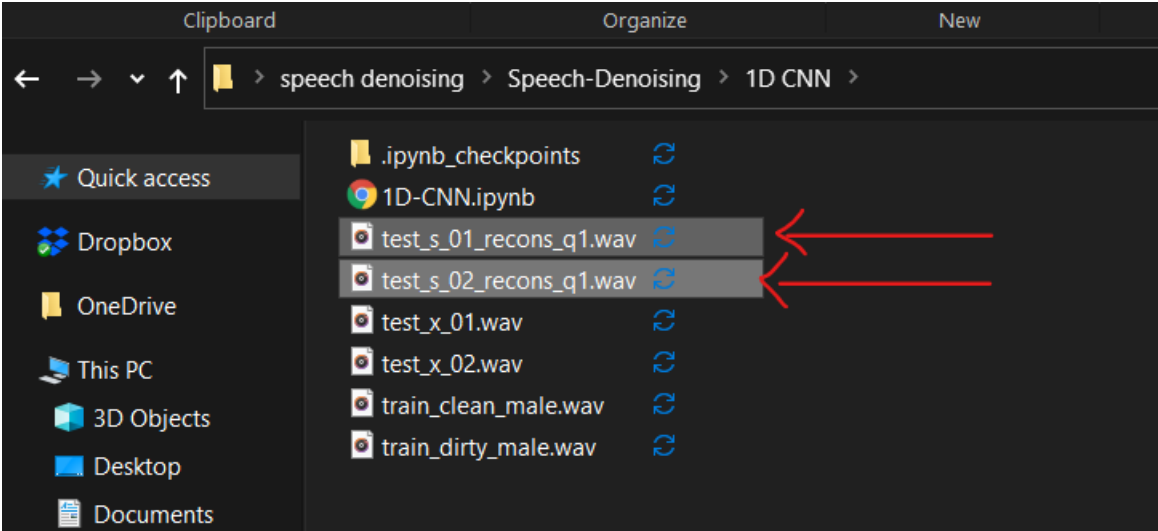 Clipboard Organize New
speech denoising > Speech-Denoising > 1D CNN >
Quick access
Dropbox
OneDrive
This PC
3D Objects
Desktop
Documents
.ipynb_checkpoints
1D-CNN.ipynb
test_s_01_recons_q1.wav
test_s_02_recons_q1.wav
test_x_01.wav
test_x_02.wav
train_clean_male.wav
train_dirty_male.wav